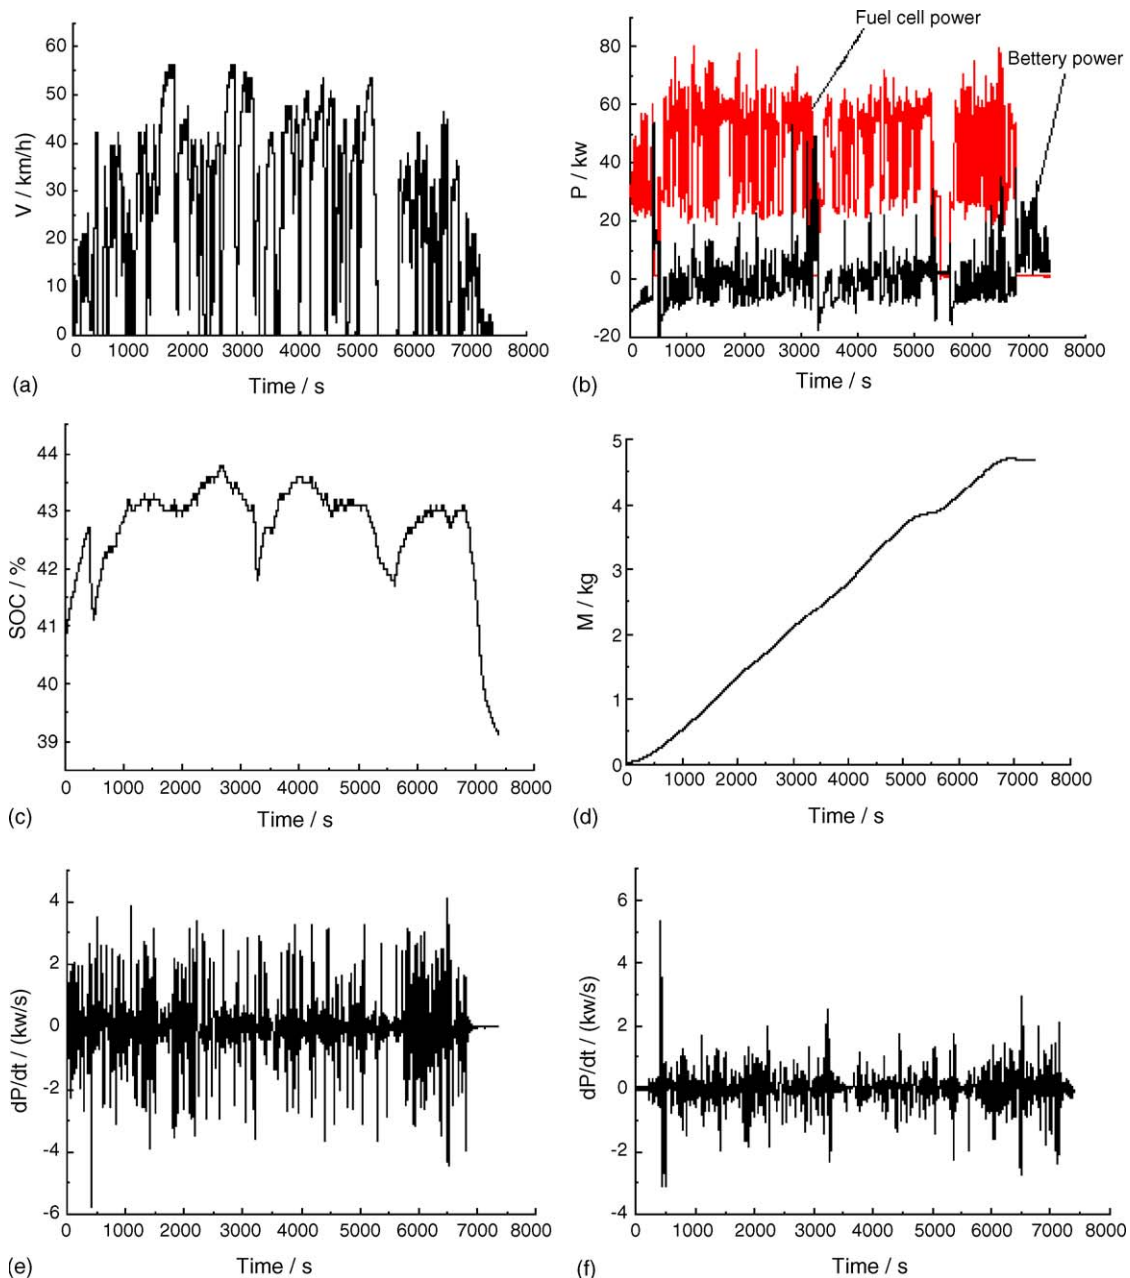 Fuel cell power
Bettery power
60
50
40
30
20
10
0
V / km/h)
0 1000 2000 3000 4000 5000 6000 7000 8000
Time / s
(a)
80
60
40
20
0
-20
P / kw
0 1000 2000 3000 4000 5000 6000 7000 8000
Time / s
(b)
44
43
42
41
40
39
SOC / %
0 1000 2000 3000 4000 5000 6000 7000 8000
Time / s
(c)
5
4
3
2
1
0
M / kg
0 1000 2000 3000 4000 5000 6000 7000 8000
Time / s
(d)
4
2
0
-2
-4
-6
dP/dt / (kw/s)
0 1000 2000 3000 4000 5000 6000 7000 8000
Time / s
(e)
6
4
2
0
-2
-4
dP/dt / (kw/s)
0 1000 2000 3000 4000 5000 6000 7000 8000
Time / s
(f)